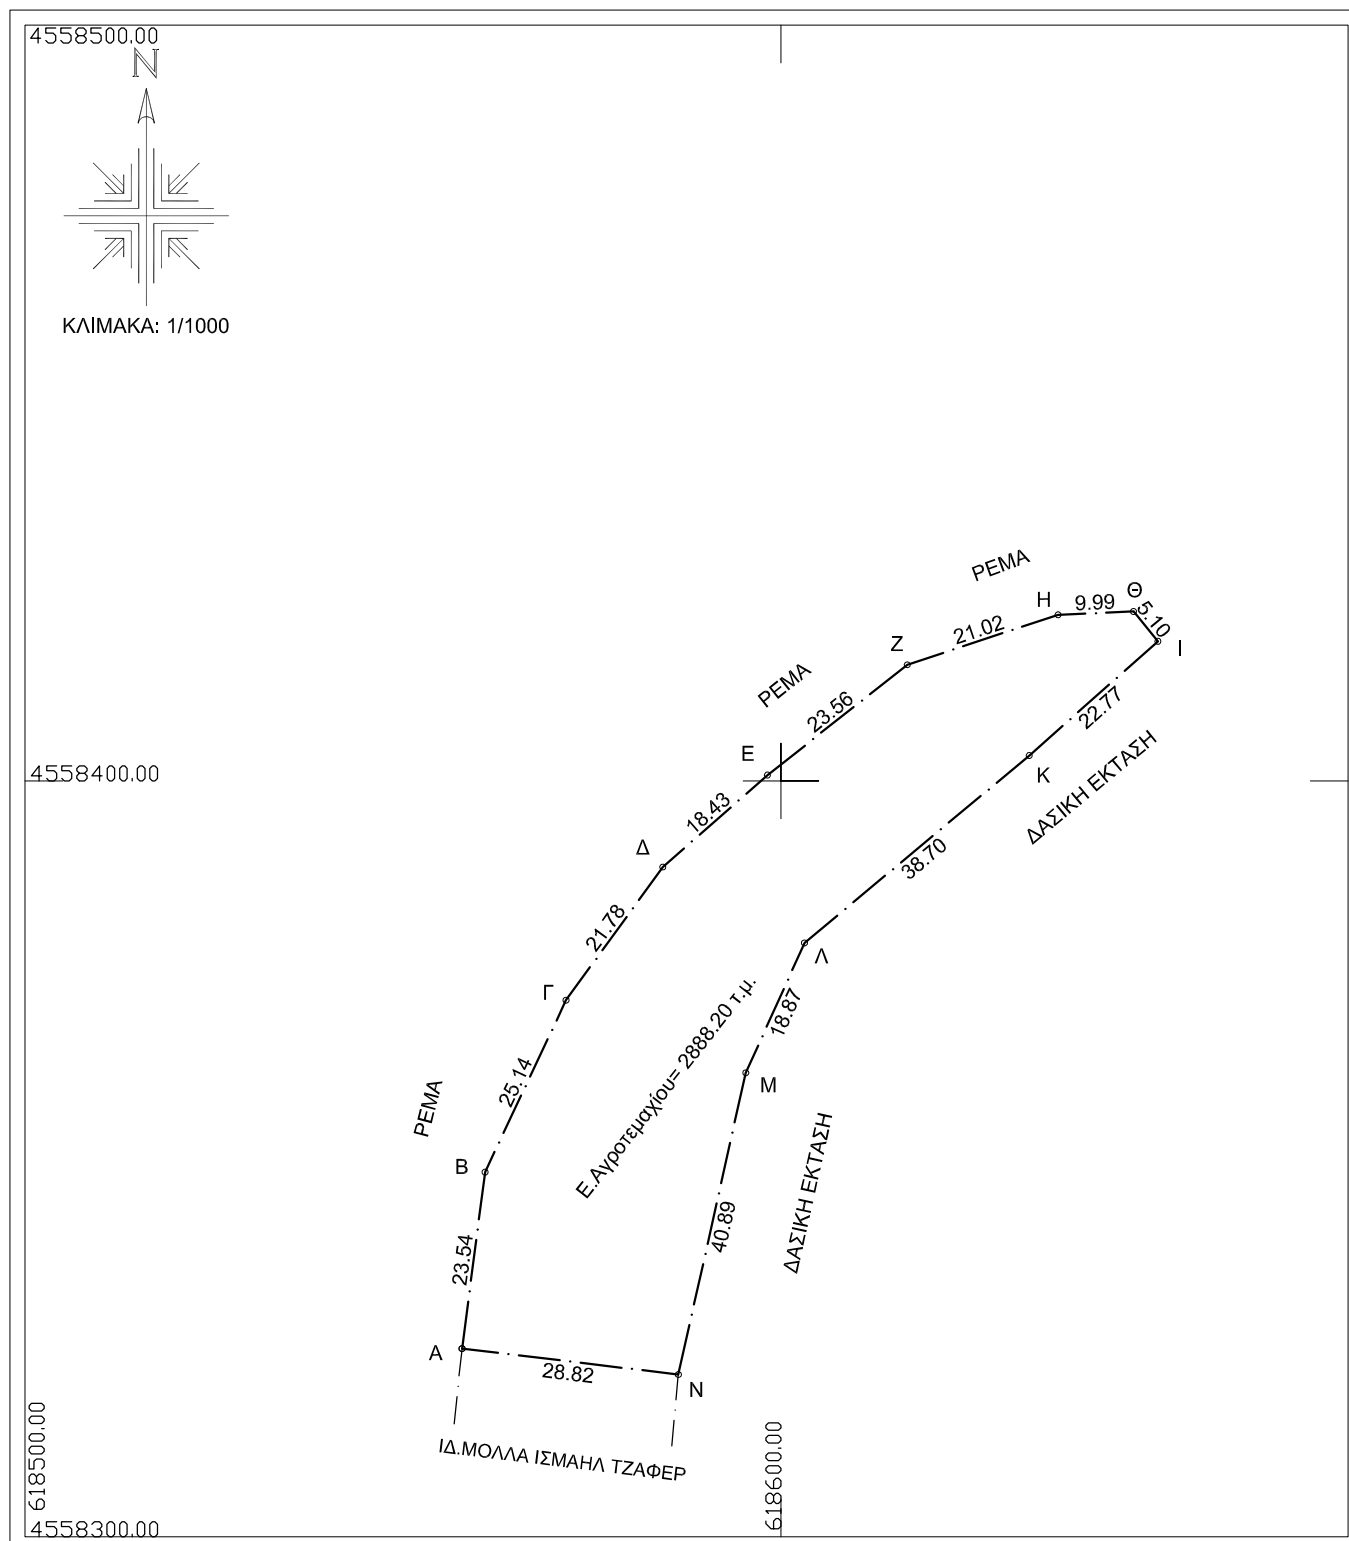 4558500.00
N
ΚΛΙΜΑΚΑ: 1/1000
ΡΕΜΑ
Θ
Η
9.99
5.10
21.02
Ι
Ζ
ΡΕΜΑ
23.56
22.77
Ε
Κ
ΔΑΣΙΚΗ ΕΚΤΑΣΗ
4558400.00
18.43
Δ
38.70
21.78
Λ
Γ
18.87
Ε.Αγροτεμαχίου= 2888.20 τ.μ.
Μ
25.14
ΡΕΜΑ
Β
ΔΑΣΙΚΗ ΕΚΤΑΣΗ
40.89
23.54
Α
28.82
Ν
ΙΔ.ΜΟΛΛΑ ΙΣΜΑΗΛ ΤΖΑΦΕΡ
618500.00
618600.00
4558300.00